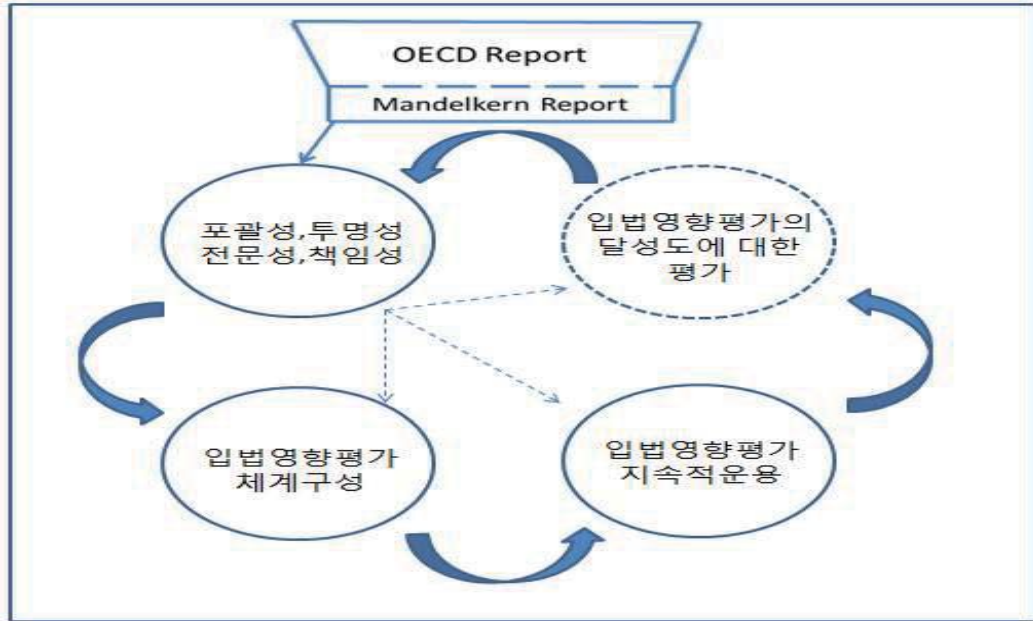 OECD Report
Mandelkern Report
포괄성,투명성
전문성,책임성
입법영향평가의
달성도에 대한
평가
입법영향평가
체계구성
입법영향평가
지속적운용